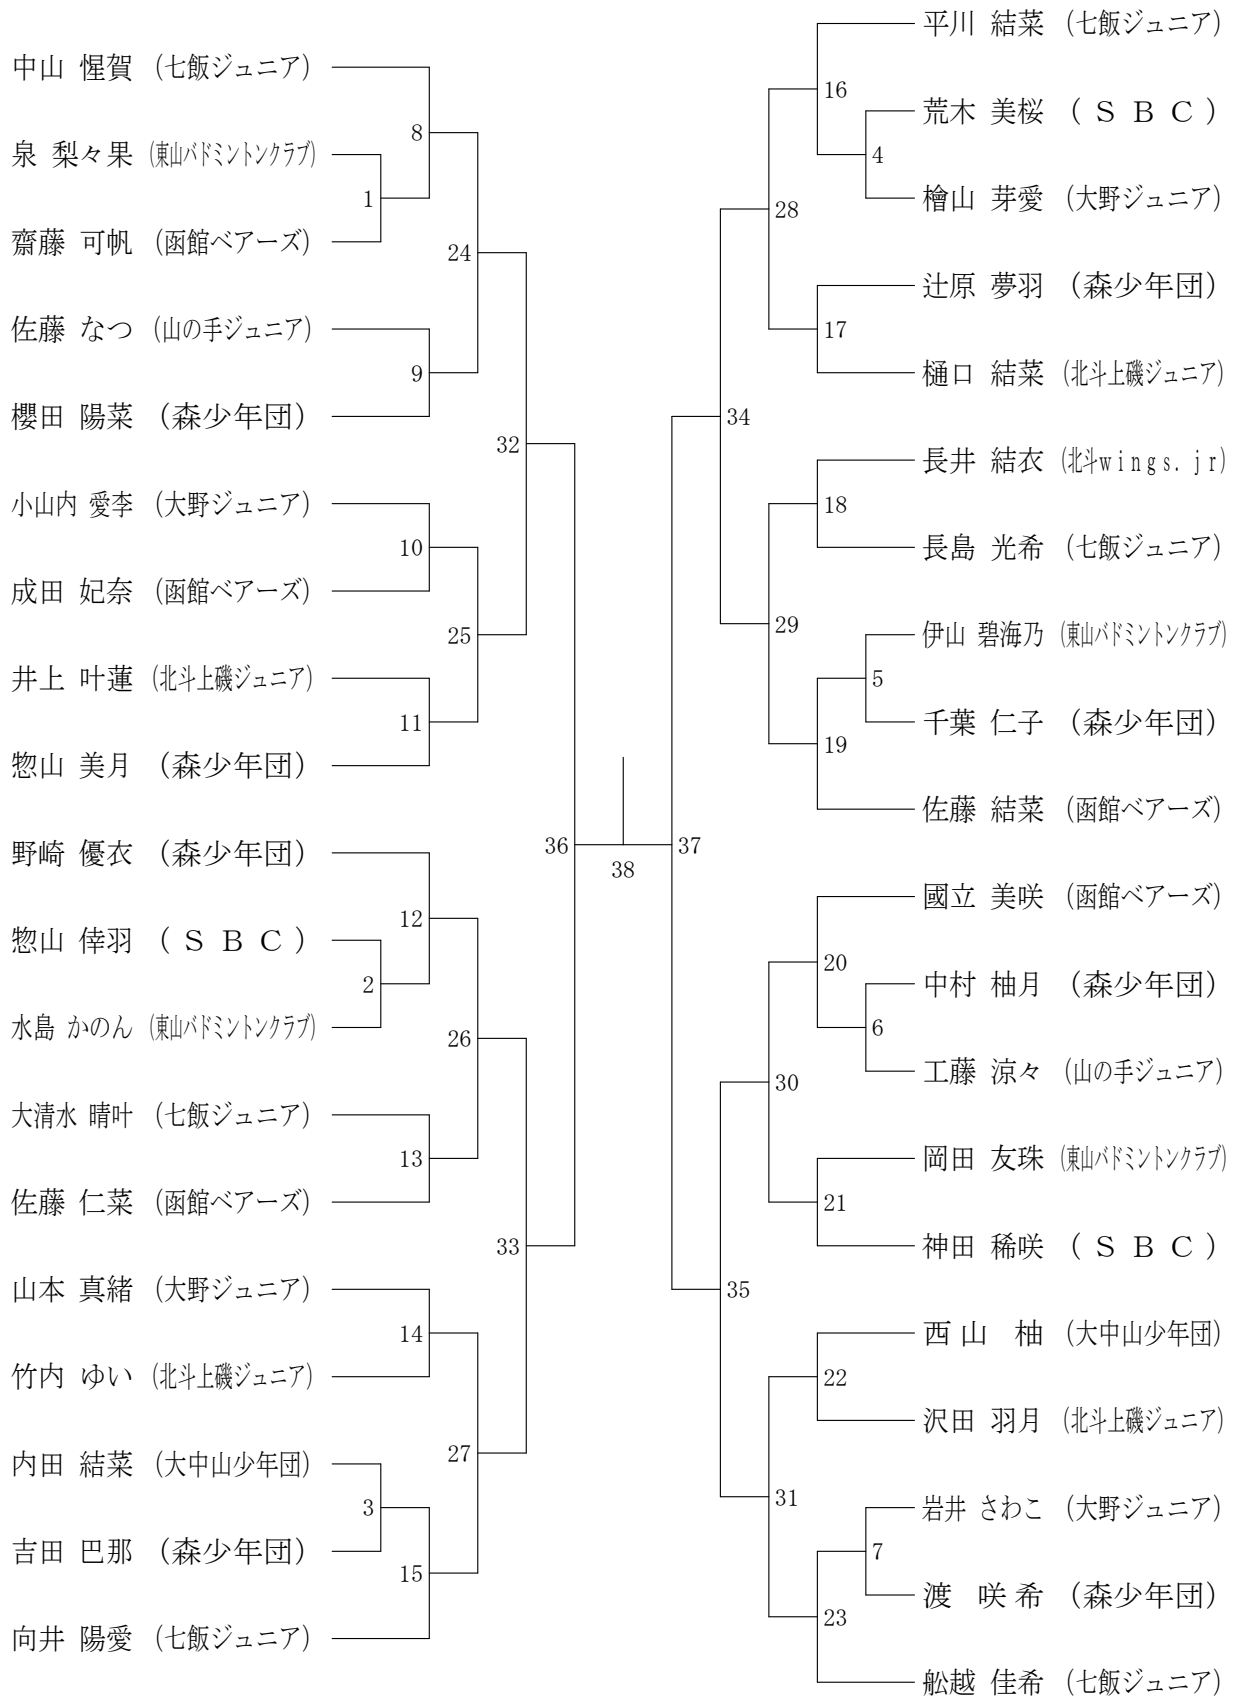 中山 惺賀 (七飯ジュニア)
8
泉 梨々果 (東山バドミントンクラブ)
1
齋藤 可帆 (函館ベアーズ)
24
佐藤 なつ (山の手ジュニア)
9
櫻田 陽菜 (森少年団)
32
小山内 愛李 (大野ジュニア)
10
成田 妃奈 (函館ベアーズ)
25
井上 叶蓮 (北斗上磯ジュニア)
11
惣山 美月 (森少年団)
36
野崎 優衣 (森少年団)
12
惣山 倖羽 (ＳＢＣ)
2
水島 かのん (東山バドミントンクラブ)
26
大清水 晴叶 (七飯ジュニア)
13
佐藤 仁菜 (函館ベアーズ)
33
山本 真緒 (大野ジュニア)
14
竹内 ゆい (北斗上磯ジュニア)
27
内田 結菜 (大中山少年団)
3
吉田 巴那 (森少年団)
15
向井 陽愛 (七飯ジュニア)
38
平川 結菜 (七飯ジュニア)
16
荒木 美桜 (ＳＢＣ)
4
檜山 芽愛 (大野ジュニア)
28
辻原 夢羽 (森少年団)
17
樋口 結菜 (北斗上磯ジュニア)
34
長井 結衣 (北斗wings.jr)
18
長島 光希 (七飯ジュニア)
29
伊山 碧海乃 (東山バドミントンクラブ)
5
千葉 仁子 (森少年団)
19
佐藤 結菜 (函館ベアーズ)
37
國立 美咲 (函館ベアーズ)
20
中村 柚月 (森少年団)
6
工藤 涼々 (山の手ジュニア)
30
岡田 友珠 (東山バドミントンクラブ)
21
神田 稀咲 (ＳＢＣ)
35
西山 柚 (大中山少年団)
22
沢田 羽月 (北斗上磯ジュニア)
31
岩井 さわこ (大野ジュニア)
7
渡 咲希 (森少年団)
23
舩越 佳希 (七飯ジュニア)